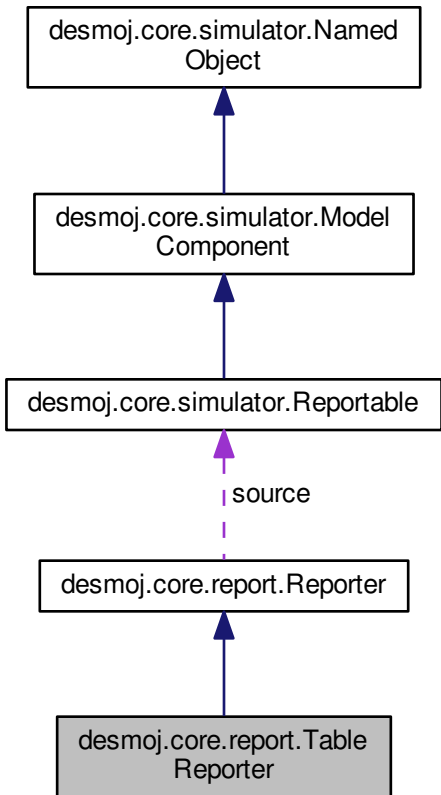 desmoj.core.simulator.Named
Object
desmoj.core.simulator.Model
Component
desmoj.core.simulator.Reportable
source
desmoj.core.report.Reporter
desmoj.core.report.Table
Reporter